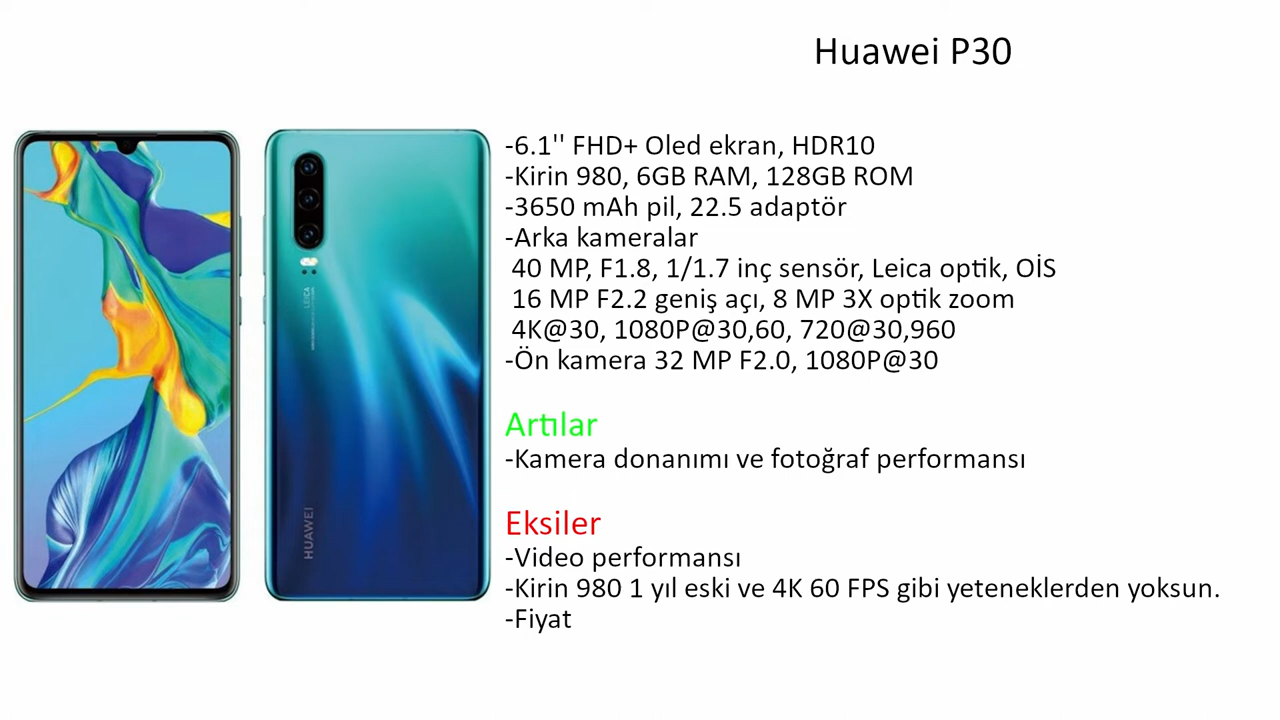 Huawei P30
-6.1'' FHD+ Oled ekran, HDR10
-Kirin 980, 6GB RAM, 128GB ROM
-3650 mAh pil, 22.5 adaptör
-Arka kameralar
40 MP, F1.8, 1/1.7 inç sensör, Leica optik, OİS
16 MP F2.2 geniş açı, 8 MP 3X optik zoom
4K@30, 1080P@30,60, 720@30,960
-Ön kamera 32 MP F2.0, 1080P@30
Artılar
-Kamera donanımı ve fotoğraf performansı
Eksiler
-Video performansı
-Kirin 980 1 yıl eski ve 4K 60 FPS gibi yeteneklerden yoksun.
-Fiyat
LEICA
HUAWEI